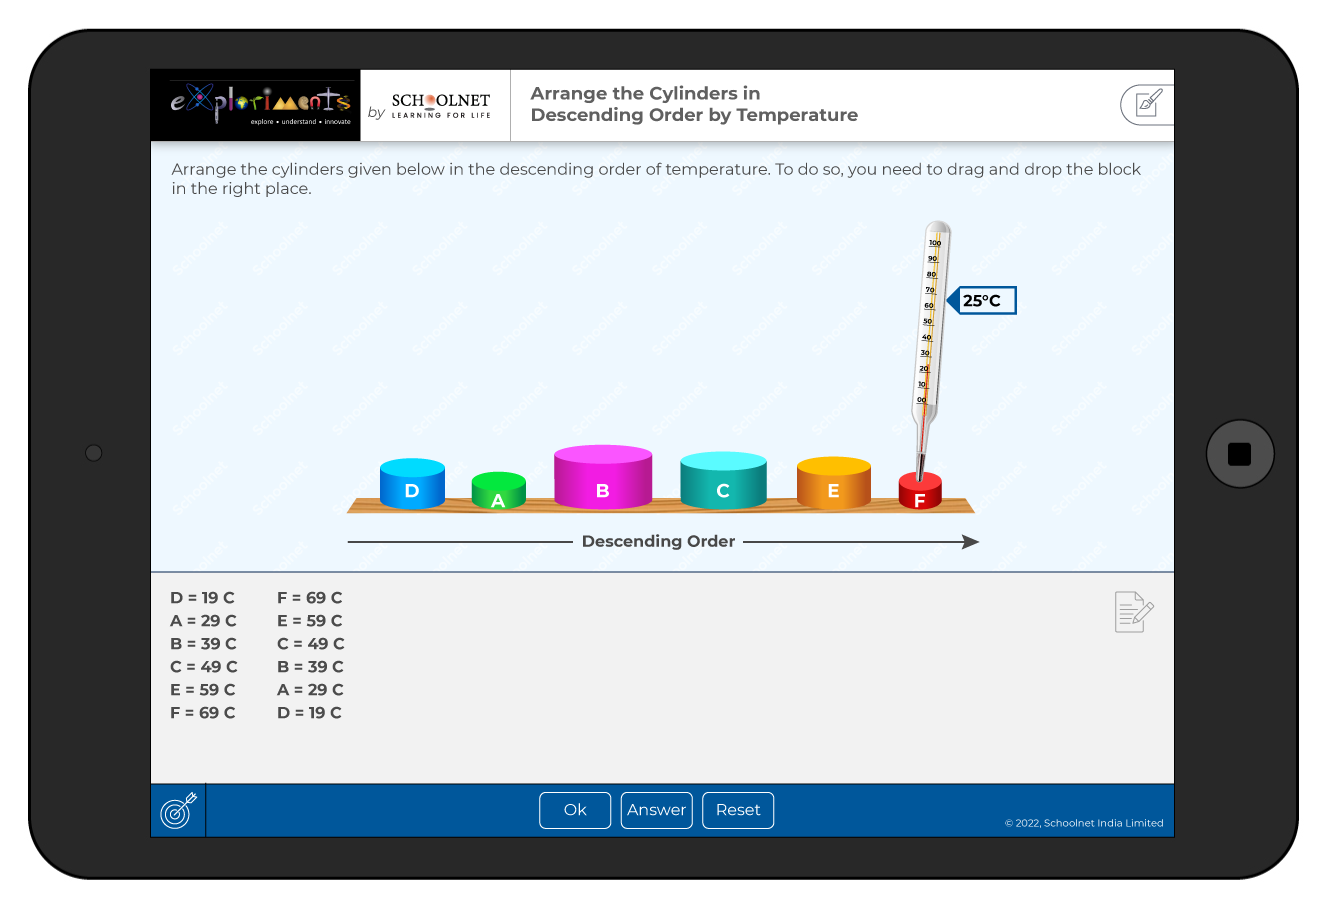 eXploriments
explore • understand • innovate
by
SCHOOLNET
LEARNING FOR LIFE
Arrange the Cylinders in
Descending Order by Temperature
Arrange the cylinders given below in the descending order of temperature. To do so, you need to drag and drop the block
in the right place.
100
90
80
70
60
50
40
30
20
10
00
25°C
D
A
B
C
E
F
Descending Order
D = 19 C
F = 69 C
A = 29 C
E = 59 C
B = 39 C
C = 49 C
C = 49 C
B = 39 C
E = 59 C
A = 29 C
F = 69 C
D = 19 C
Ok
Answer
Reset
© 2022, Schoolnet India Limited